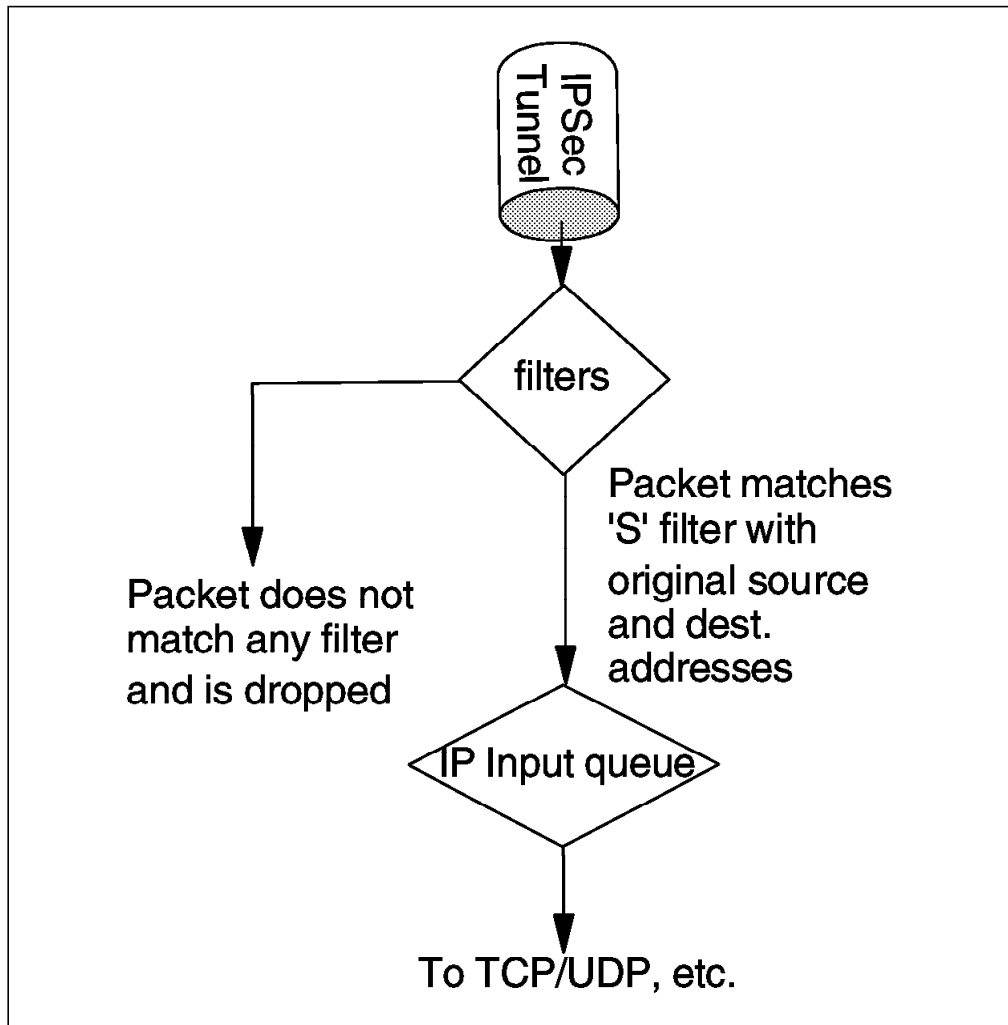 IPSec
Tunnel
filters
Packet matches
'S' filter with
original source
and dest.
addresses
Packet does not
match any filter
and is dropped
IP Input queue
To TCP/UDP, etc.